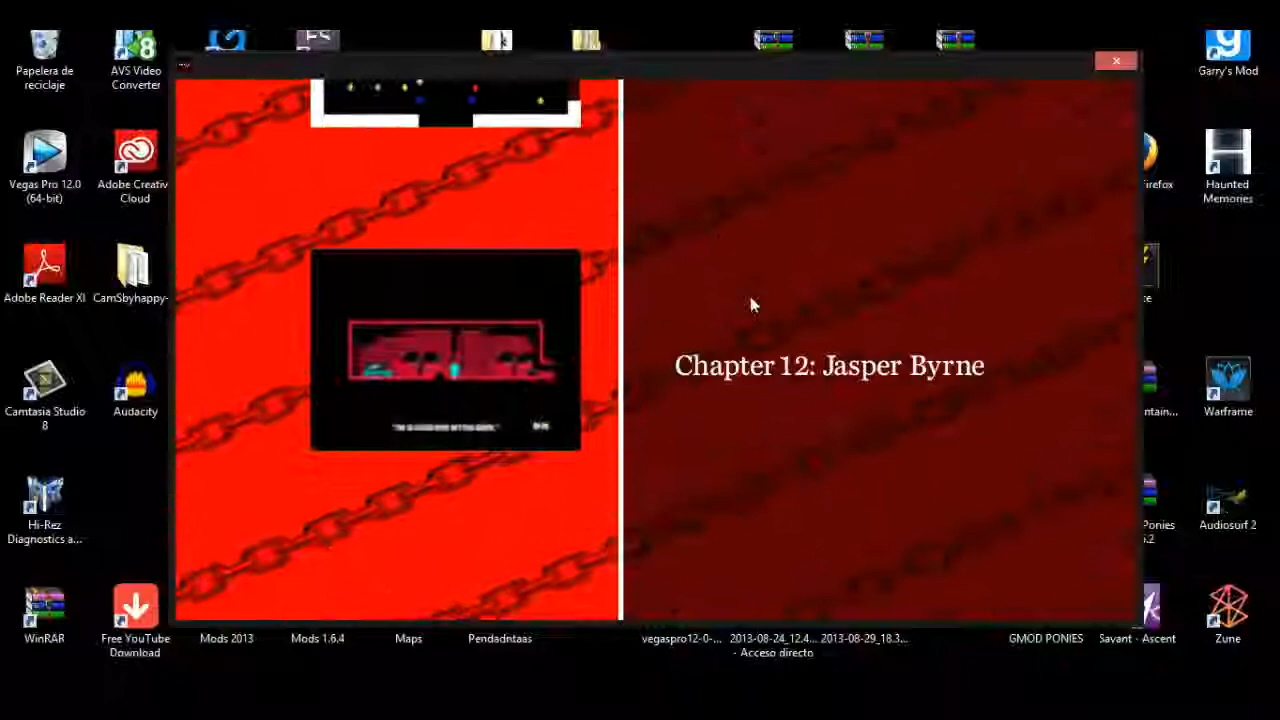 Papelera de
reciclaje
AVS Video
Converter
Garry's Mod
Vegas Pro 12.0
(64-bit)
Adobe Creativ
Cloud
Haunted
Memories
Adobe Reader XI
CamSbyhappy-
Chapter 12: Jasper Byrne
Camtasia Studio
8
Audacity
Warframe
Hi-Rez
Diagnostics a...
Audiosurf 2
WinRAR
Free YouTube
Download
Mods 2013
Mods 1.6.4
Maps
Pendadntaas
vegaspro12-0-...
2013-08-24_12.4...
- Acceso directo
2013-08-29_18.3...
GMOD PONIES
Savant - Ascent
Zune